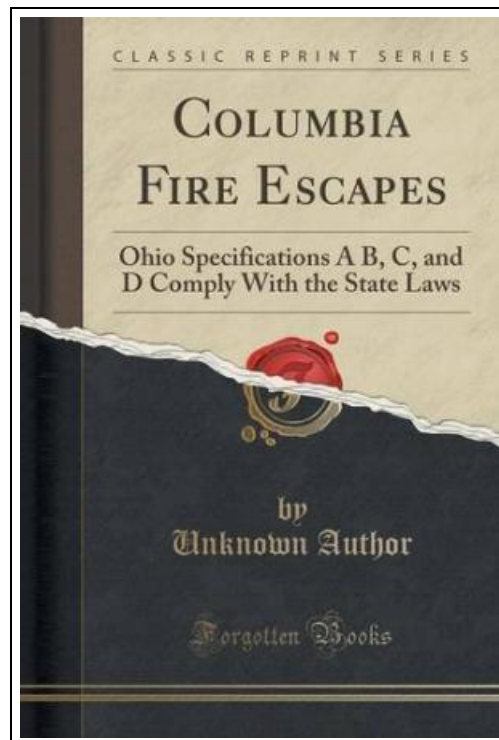 CLASSIC REPRINT SERIES
COLUMBIA
FIRE ESCAPES
Ohio Specifications A B, C, and
D Comply With the State Laws
by
Unknown Author
Forgotten Books